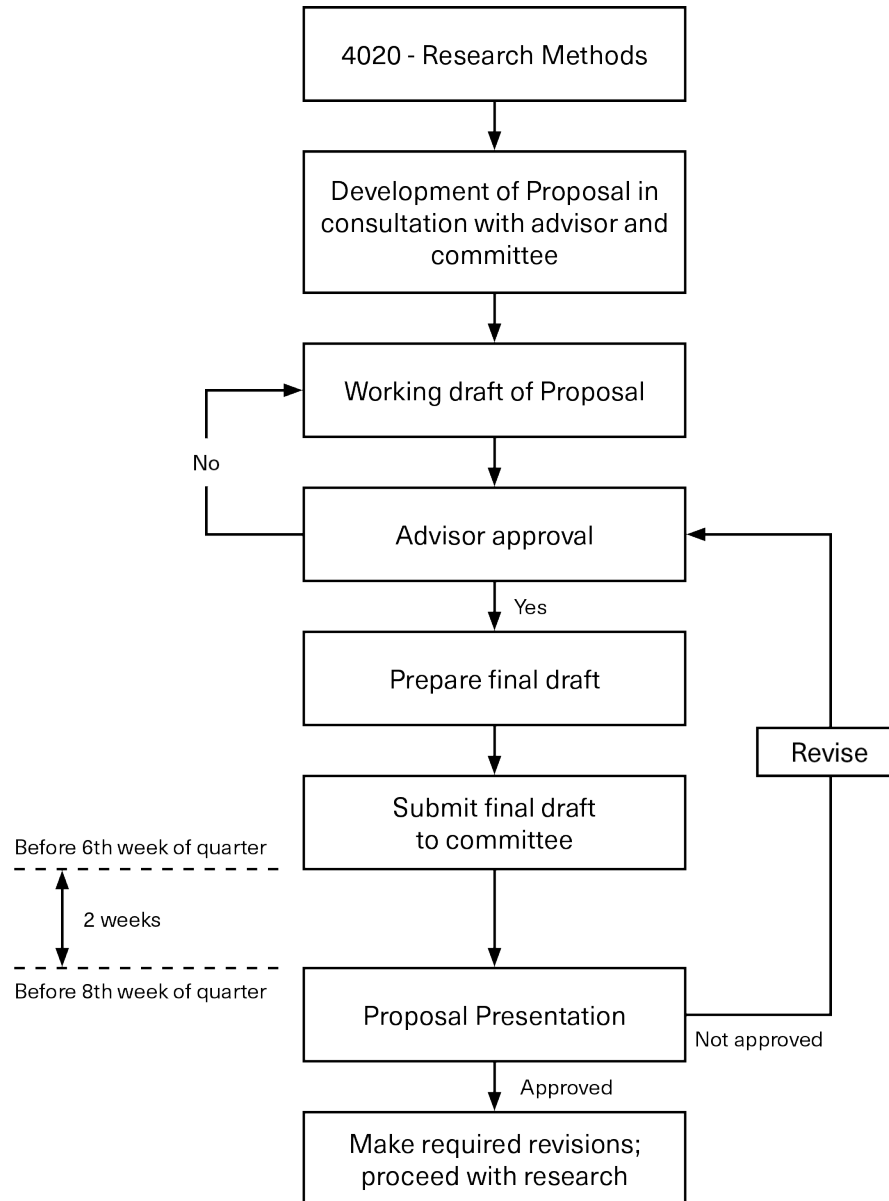 4020 - Research Methods
Development of Proposal in
consultation with advisor and
committee
Working draft of Proposal
No
Advisor approval
Yes
Prepare final draft
Revise
Submit final draft
to committee
Before 6th week of quarter
2 weeks
Before 8th week of quarter
Proposal Presentation
Not approved
Approved
Make required revisions;
proceed with research